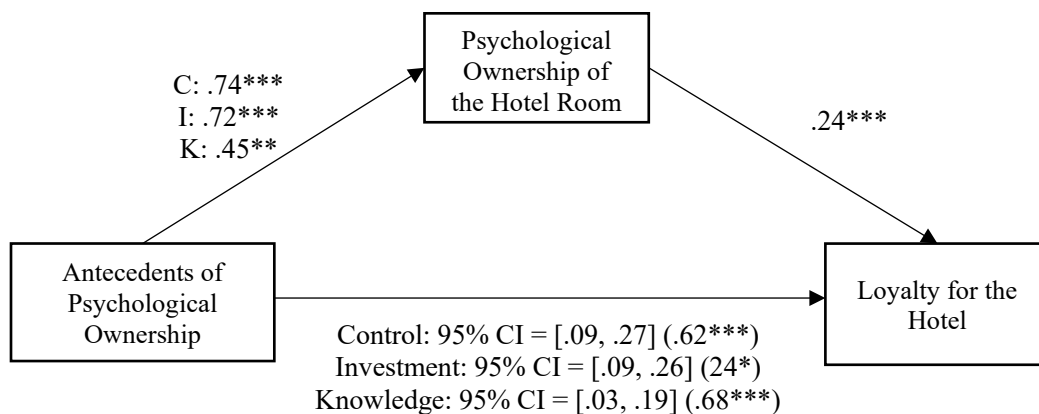 Psychological
Ownership of
the Hotel Room
C: .74***
I: .72***
K: .45**
.24***
Antecedents of
Psychological
Ownership
Loyalty for the
Hotel
Control: 95% CI = [.09, .27] (.62***)
Investment: 95% CI = [.09, .26] (24*)
Knowledge: 95% CI = [.03, .19] (.68***)